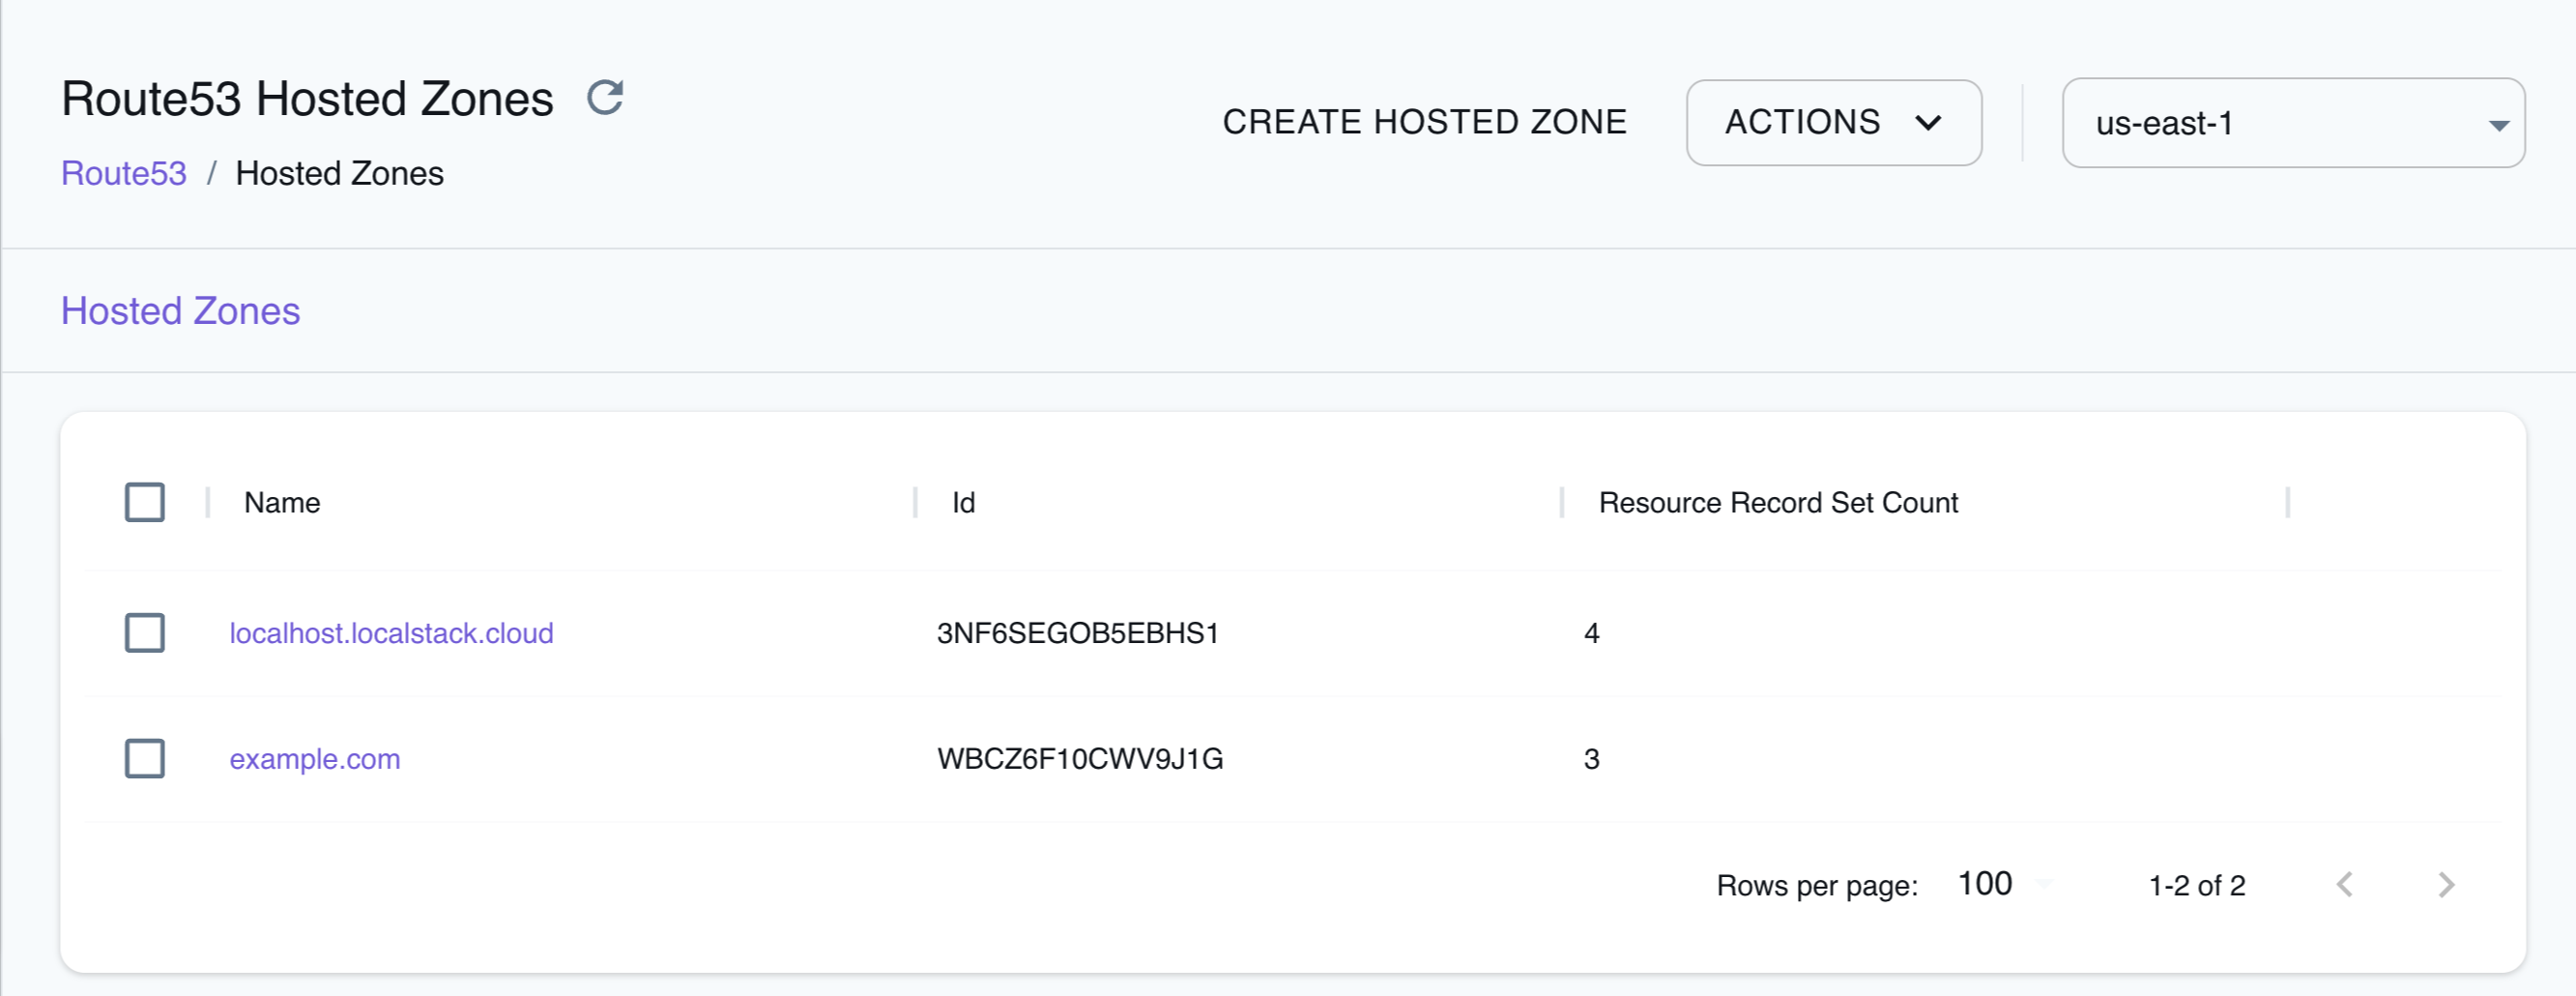 Route53 Hosted Zones
CREATE HOSTED ZONE
ACTIONS
us-east-1
Route53 / Hosted Zones
Hosted Zones
Name Id Resource Record Set Count
localhost.localstack.cloud 3NF6SEGOB5EBHS1 4
example.com WBCZ6F10CWV9J1G 3
Rows per page: 100 1-2 of 2